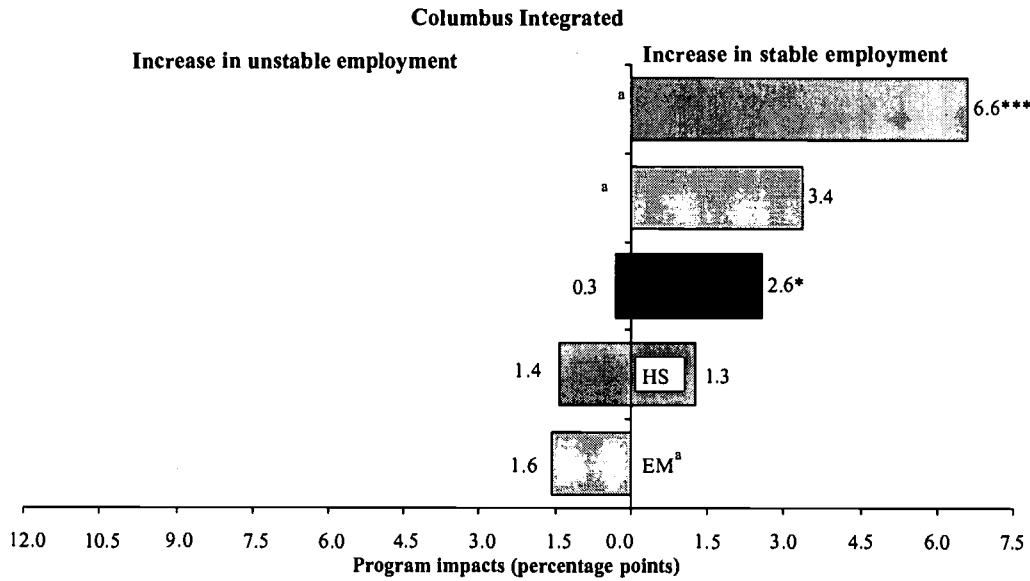 Columbus Integrated
Increase in unstable employment Increase in stable employment
a 6.6***
a 3.4
0.3 2.6*
1.4 HS 1.3
1.6 EMa
12.0 10.5 9.0 7.5 6.0 4.5 3.0 1.5 0.0 1.5 3.0 4.5 6.0 7.5
Program impacts (percentage points)